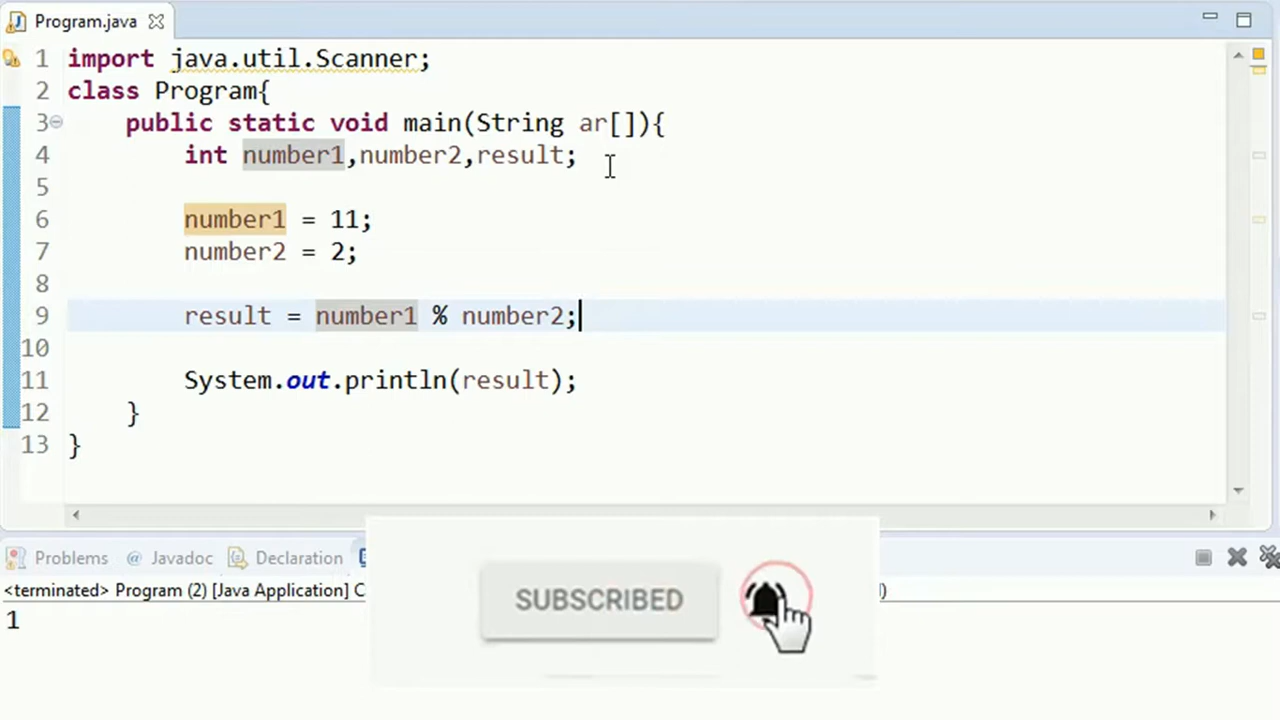 Program.java
1 import java.util.Scanner;
2 class Program{
3 public static void main(String ar[]){
4 int number1,number2,result;
5
6 number1 = 11;
7 number2 = 2;
8
9 result = number1 % number2;
10
11 System.out.println(result);
12 }
13 }
Problems @ Javadoc Declaration
<terminated> Program (2) [Java Application] C
1
SUBSCRIBED